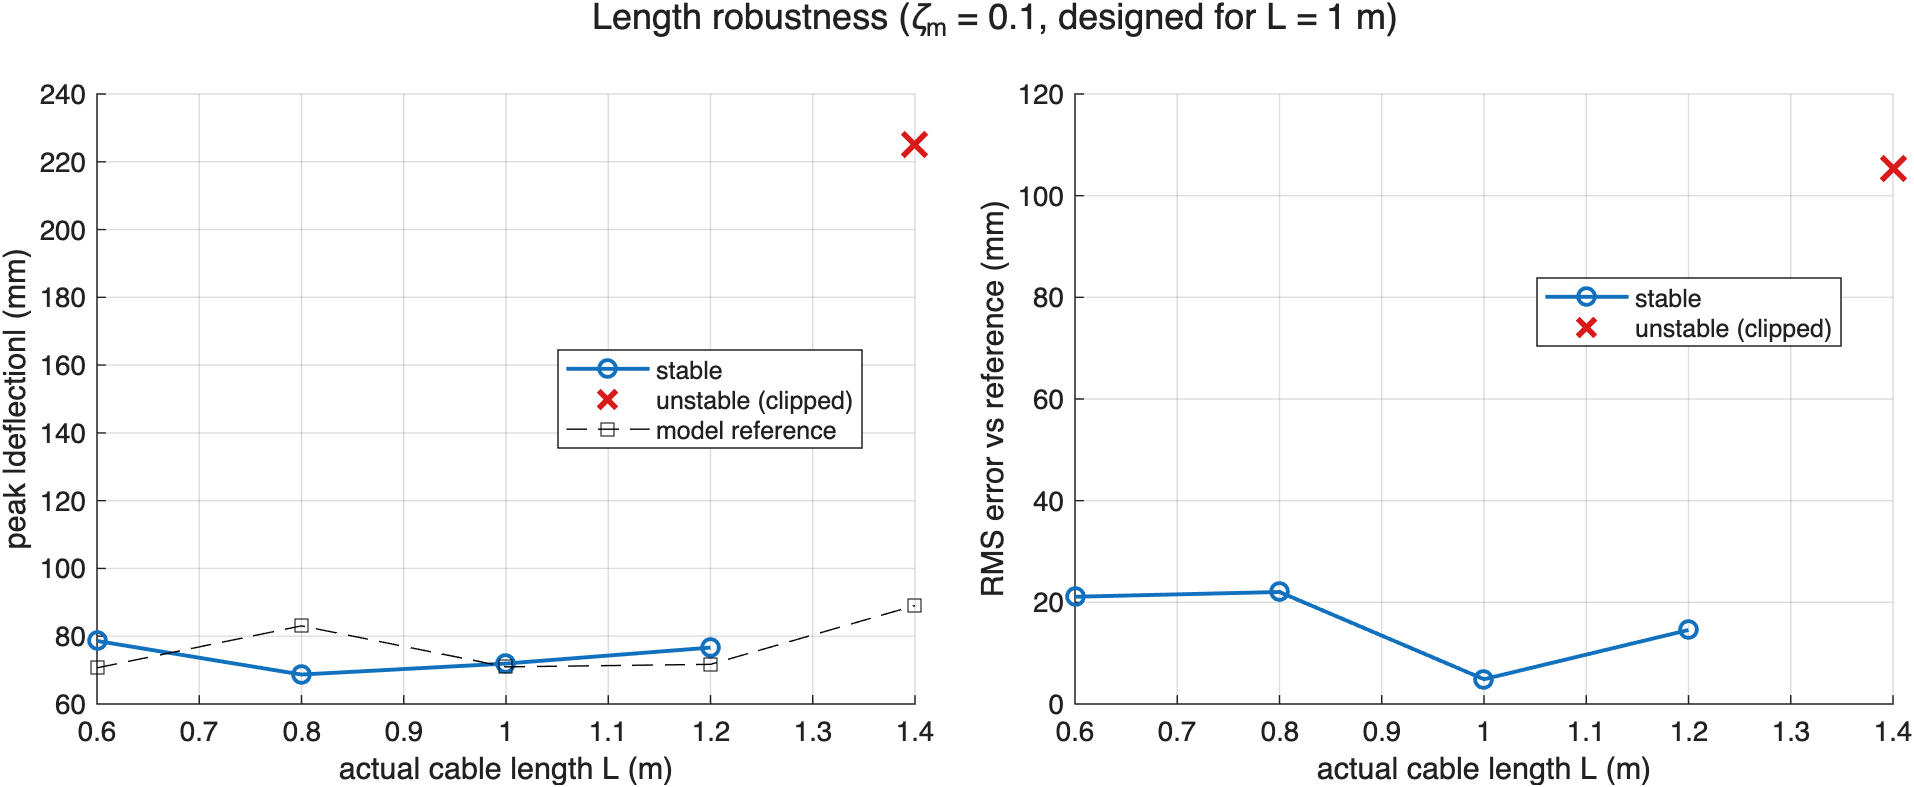 Length robustness (ζm = 0.1, designed for L = 1 m)
240
220
200
180
160
140
120
100
80
60
peak |deflection| (mm)
stable
unstable (clipped)
model reference
0.6 0.7 0.8 0.9 1 1.1 1.2 1.3 1.4
actual cable length L (m)
120
100
80
60
40
20
0
RMS error vs reference (mm)
stable
unstable (clipped)
0.6 0.7 0.8 0.9 1 1.1 1.2 1.3 1.4
actual cable length L (m)